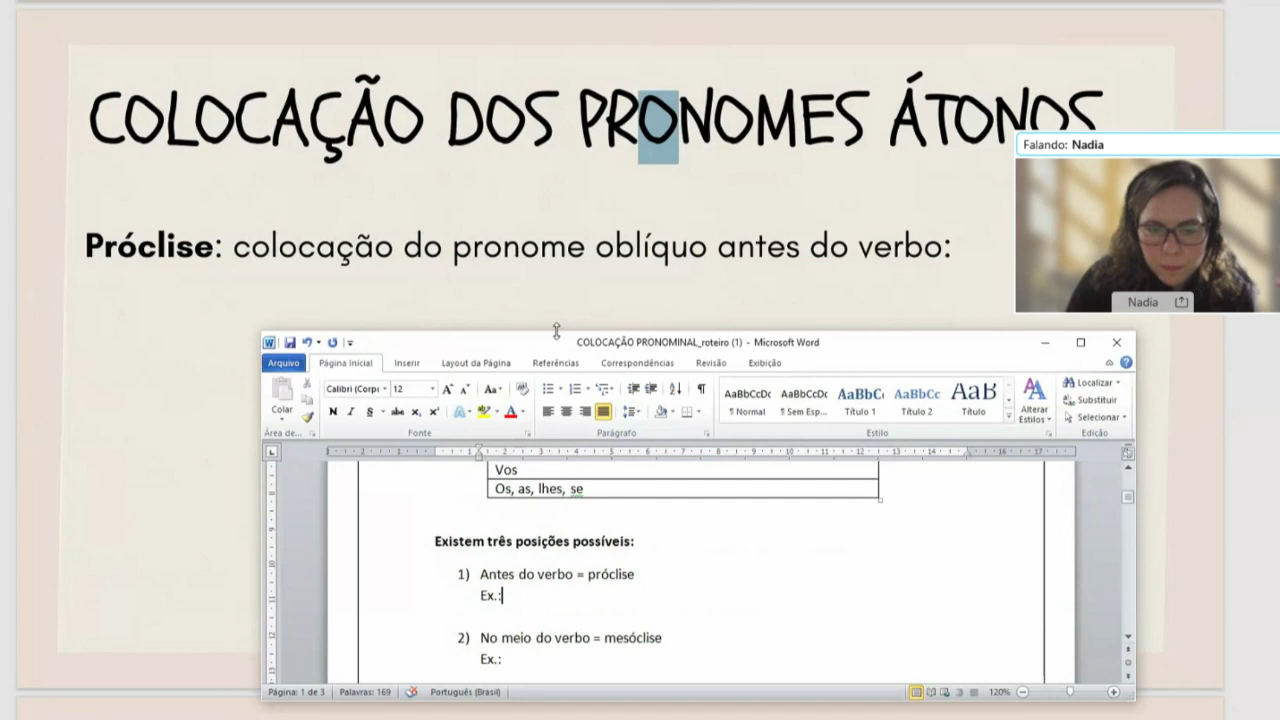 COLOCAÇÃO DOS PRONOMES ÁTONOS
Falando: Nadia
Nadia
Próclise: colocação do pronome oblíquo antes do verbo:
COLOCAÇÃO PRONOMINAL_roteiro (1) - Microsoft Word
Arquivo Página Inicial Inserir Layout da Página Referências Correspondências Revisão Exibição
Colar
Calibri (Corpo 12
N I S abc
AaBbCcDc AaBbCcDc AaBbC AaBbCc AaB
¶ Normal ¶ Sem Esp... Título 1 Título 2 Título
Alterar Estilos
Localizar
Substituir
Selecionar
Área de... Fonte Parágrafo Estilo Edição
Vos
Os, as, lhes, se
Existem três posições possíveis:
1) Antes do verbo = próclise
Ex.:
2) No meio do verbo = mesóclise
Ex.:
Página: 1 de 3 Palavras: 169 Português (Brasil) 120%